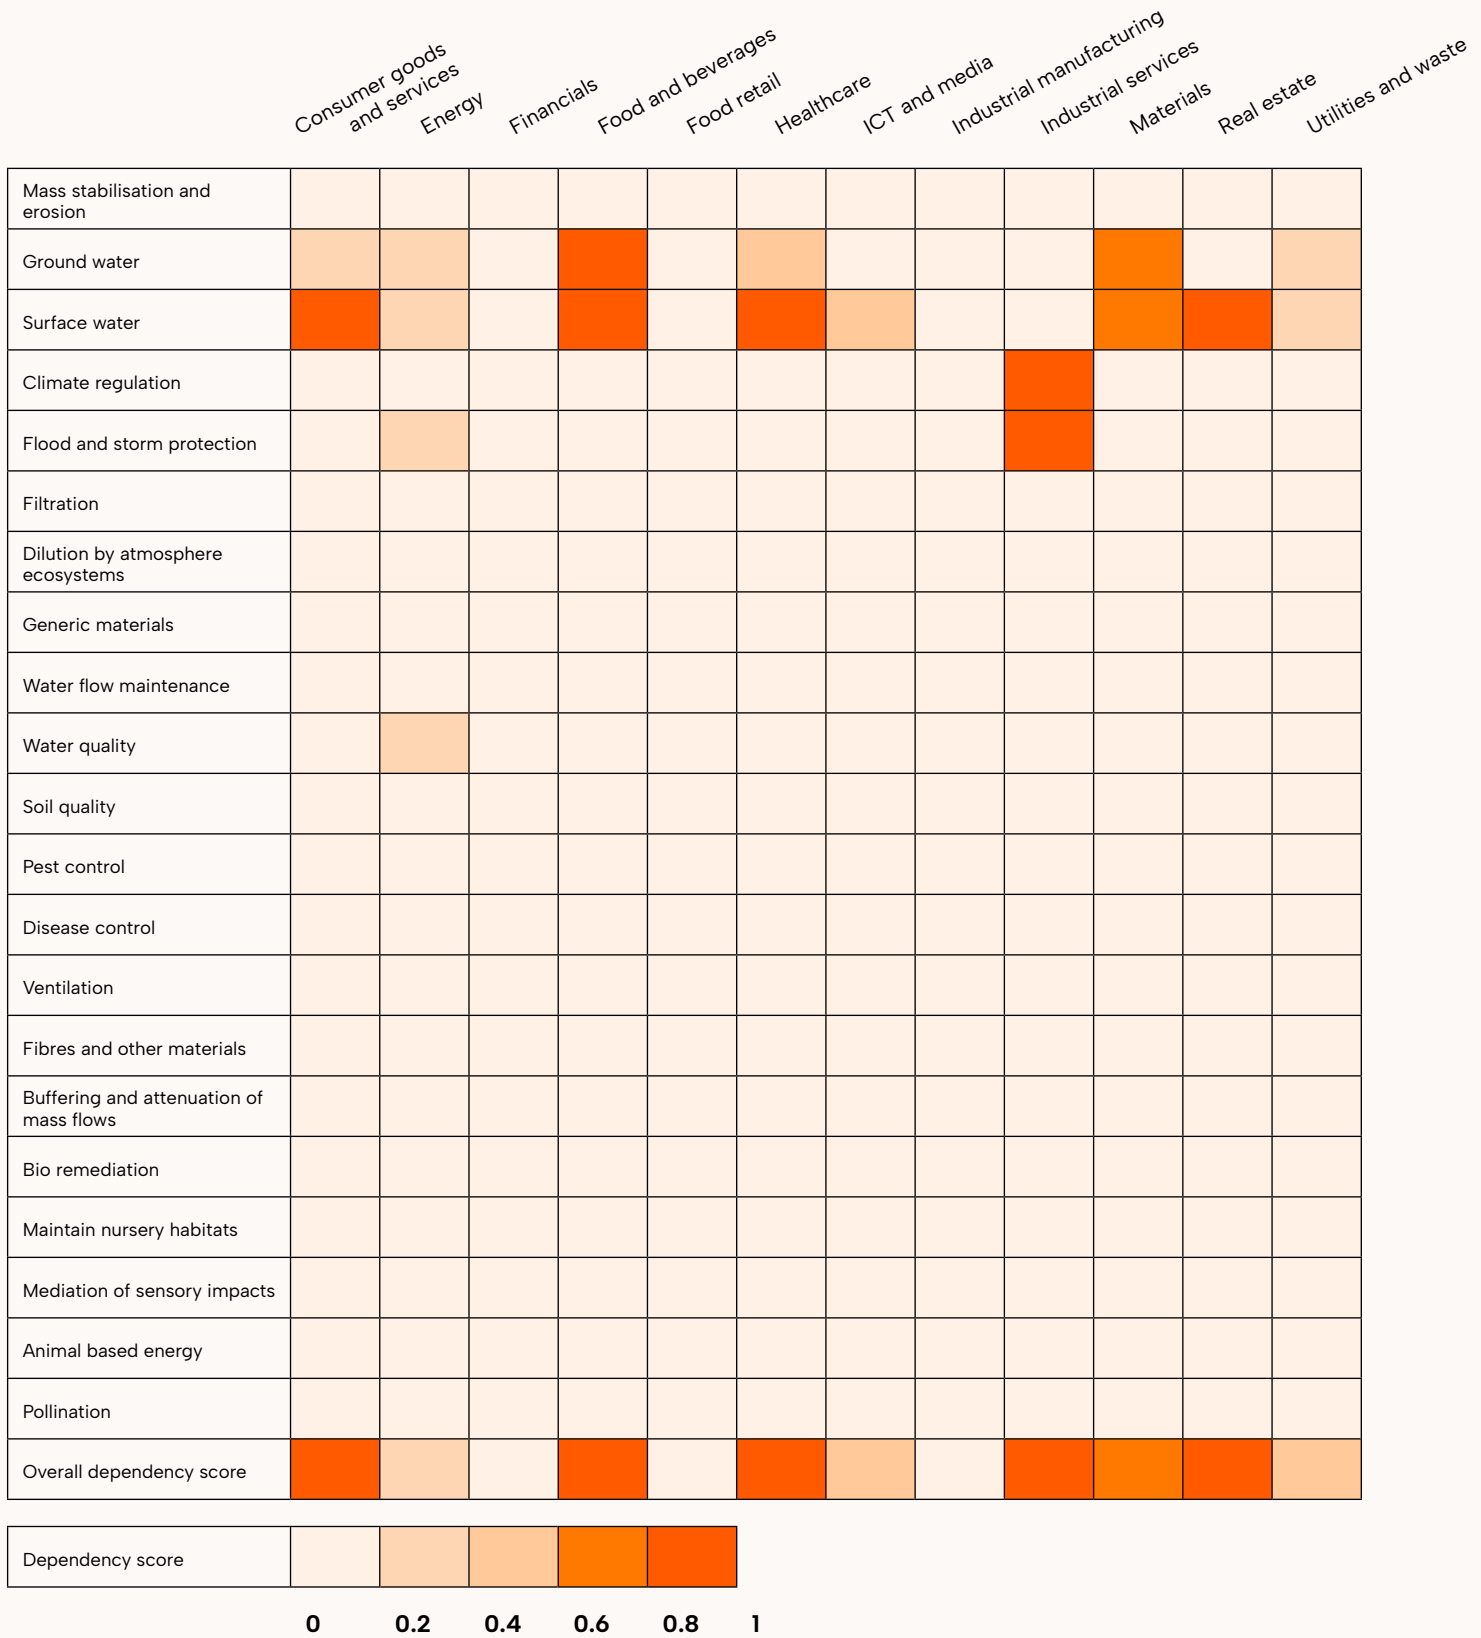 Consumer goods
and services
Energy
Financials
Food and beverages
Food retail
Healthcare
ICT and media
Industrial manufacturing
Industrial services
Materials
Real estate
Utilities and waste
Mass stabilisation and
erosion
Ground water
Surface water
Climate regulation
Flood and storm protection
Filtration
Dilution by atmosphere
ecosystems
Generic materials
Water flow maintenance
Water quality
Soil quality
Pest control
Disease control
Ventilation
Fibres and other materials
Buffering and attenuation of
mass flows
Bio remediation
Maintain nursery habitats
Mediation of sensory impacts
Animal based energy
Pollination
Overall dependency score
Dependency score
0 0.2 0.4 0.6 0.8 1